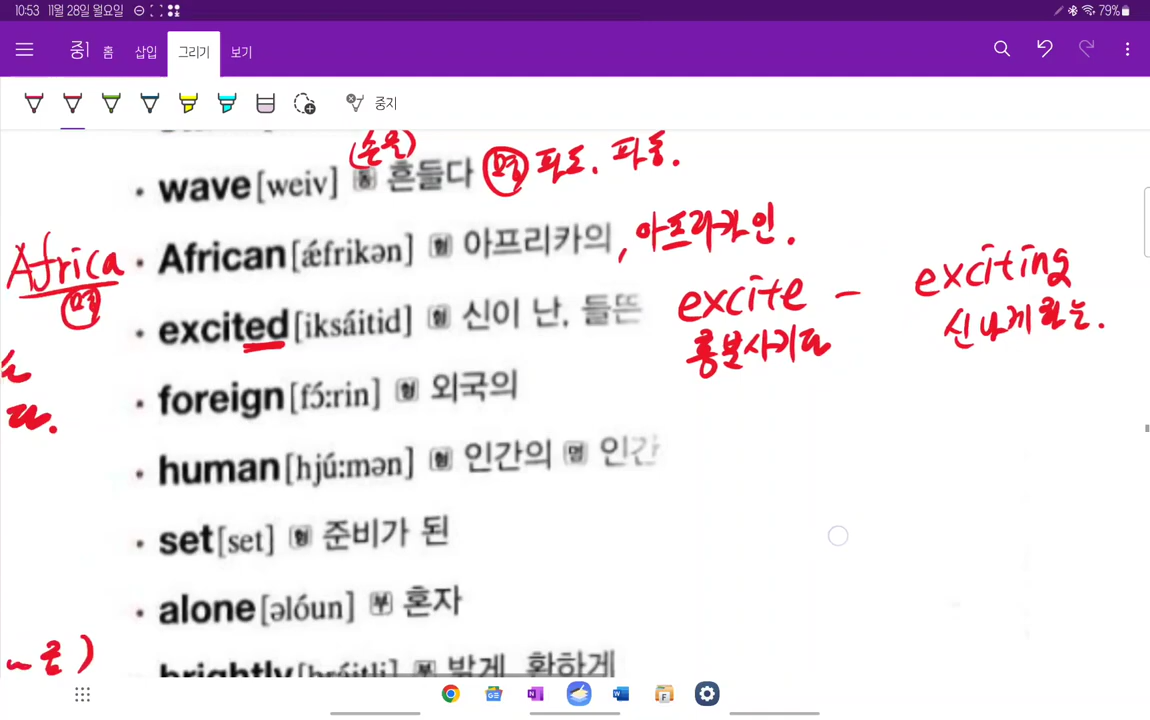 10:53 11월 28일 월요일 79%
중1 홈 삽입 그리기 보기
중지
(손을)
wave[weiv] 동 흔들다 명 파도. 파동.
African[ǽfrikən] 형 아프리카의 , 아프리카인.
Africa
명
excited[iksáitid] 형 신이 난, 들뜬 excite - exciting
흥분시키다 신나게 하는.
foreign[fɔ́:rin] 형 외국의
다.
human[hjú:mən] 형 인간의 명 인간
set[set] 형 준비가 된
alone[əlóun] 부 혼자
~을)
brightly[bráitli] 부 밝게, 환하게